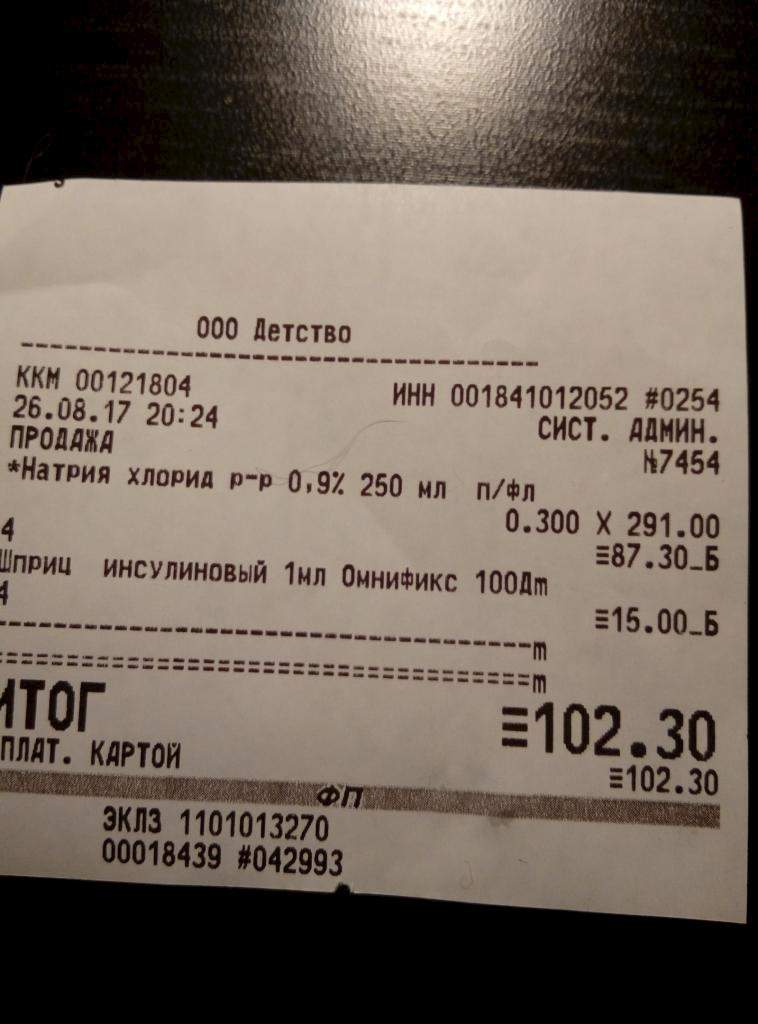 ООО Детство
--------------------------------------
ККМ 00121804 ИНН 001841012052 #0254
26.08.17 20:24 СИСТ. АДМИН.
ПРОДАЖА №7454
*Натрия хлорид р-р 0,9% 250 мл п/фл
0.300 X 291.00
4 ≡87.30_Б
Шприц инсулиновый 1мл Омнификс 100Дm
4 ≡15.00_Б
--------------------------------------m
======================================m
ИТОГ ≡102.30
ПЛАТ. КАРТОЙ ≡102.30
ФП
ЭКЛЗ 1101013270
00018439 #042993